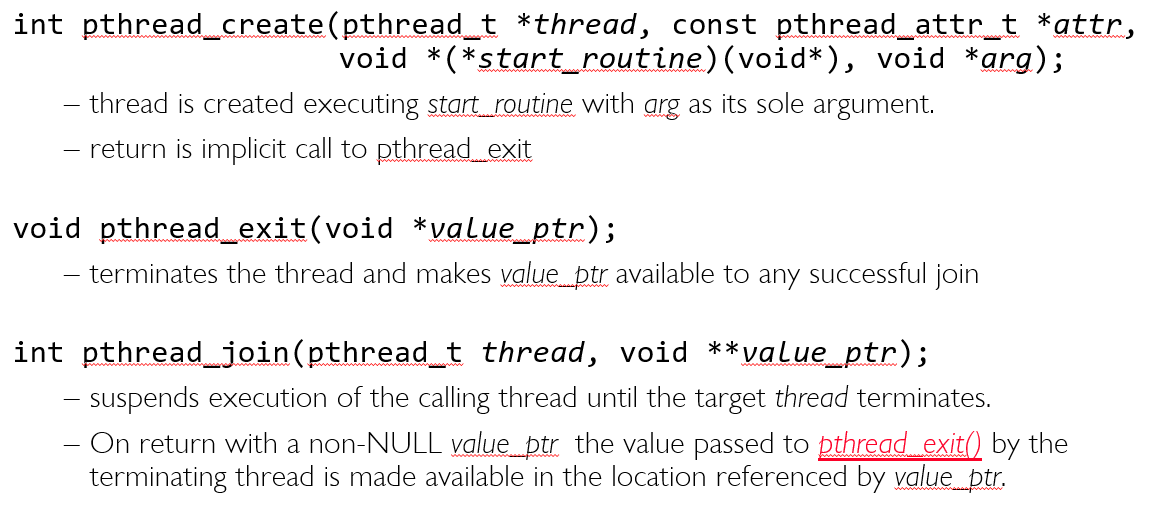 int pthread_create(pthread_t *thread, const pthread_attr_t *attr,
void *(*start_routine)(void*), void *arg);
– thread is created executing start_routine with arg as its sole argument.
– return is implicit call to pthread_exit
void pthread_exit(void *value_ptr);
– terminates the thread and makes value_ptr available to any successful join
int pthread_join(pthread_t thread, void **value_ptr);
– suspends execution of the calling thread until the target thread terminates.
– On return with a non-NULL value_ptr the value passed to pthread_exit() by the
terminating thread is made available in the location referenced by value_ptr.